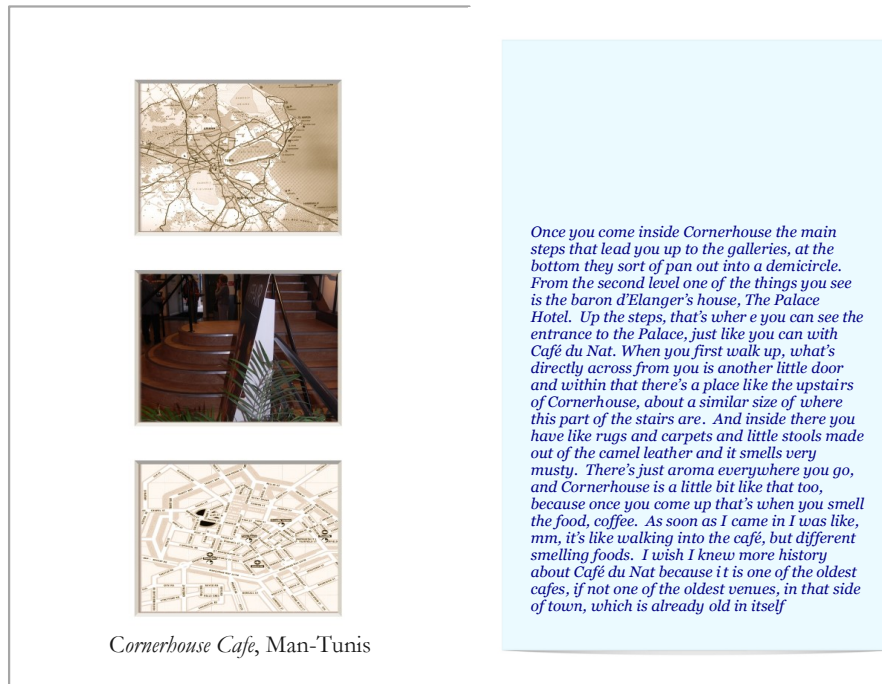 Cornerhouse Cafe, Man-Tunis
Once you come inside Cornerhouse the main
steps that lead you up to the galleries, at the
bottom they sort of pan out into a demicircle.
From the second level one of the things you see
is the baron d’Elanger’s house, The Palace
Hotel.  Up the steps, that’s wher e you can see the
entrance to the Palace, just like you can with
Café du Nat. When you first walk up, what’s
directly across from you is another little door
and within that there’s a place like the upstairs
of Cornerhouse, about a similar size of where
this part of the stairs are.  And inside there you
have like rugs and carpets and little stools made
out of the camel leather and it smells very
musty.  There’s just aroma everywhere you go,
and Cornerhouse is a little bit like that too,
because once you come up that’s when you smell
the food, coffee.  As soon as I came in I was like,
mm, it’s like walking into the café, but different
smelling foods.  I wish I knew more history
about Café du Nat because i t is one of the oldest
cafes, if not one of the oldest venues, in that side
of town, which is already old in itself